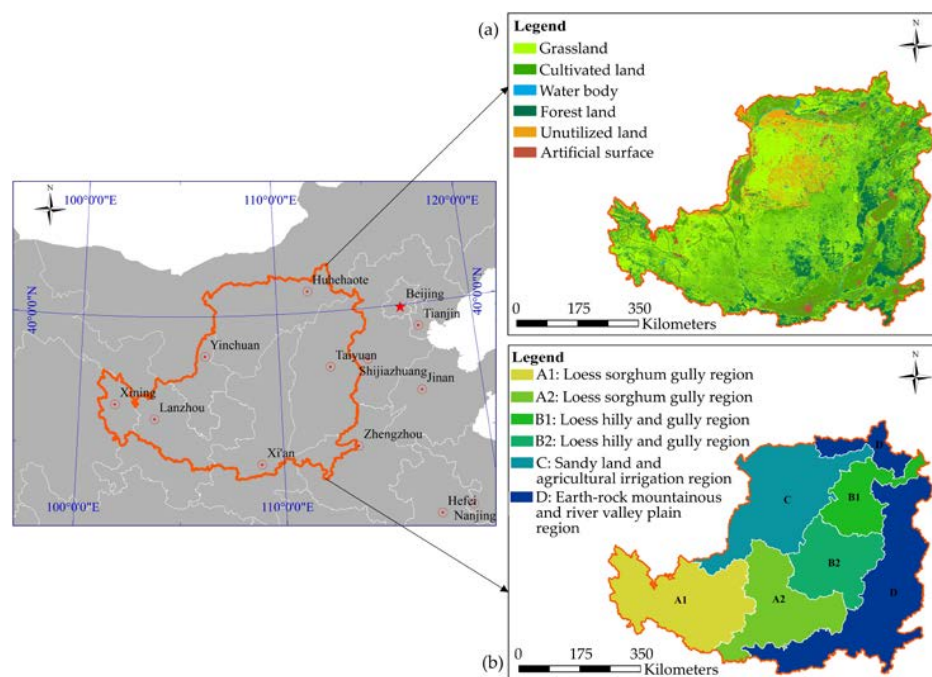 N
100°0'0"E
110°0'0"E
120°0'0"E
40°0'0"N
40°0'0"N
Huhehaote
Beijing
Tianjin
Yinchuan
Taiyuan
Shijiazhuang
Jinan
Xining
Lanzhou
Zhengzhou
Xi'an
Hefei
Nanjing
100°0'0"E
110°0'0"E
(a)
Legend
Grassland
Cultivated land
Water body
Forest land
Unutilized land
Artificial surface
N
0 175 350
Kilometers
Legend
A1: Loess sorghum gully region
A2: Loess sorghum gully region
B1: Loess hilly and gully region
B2: Loess hilly and gully region
C: Sandy land and
agricultural irrigation region
D: Earth-rock mountainous
and river valley plain
region
N
D
C
B1
B2
D
A1
A2
0 175 350
Kilometers
(b)